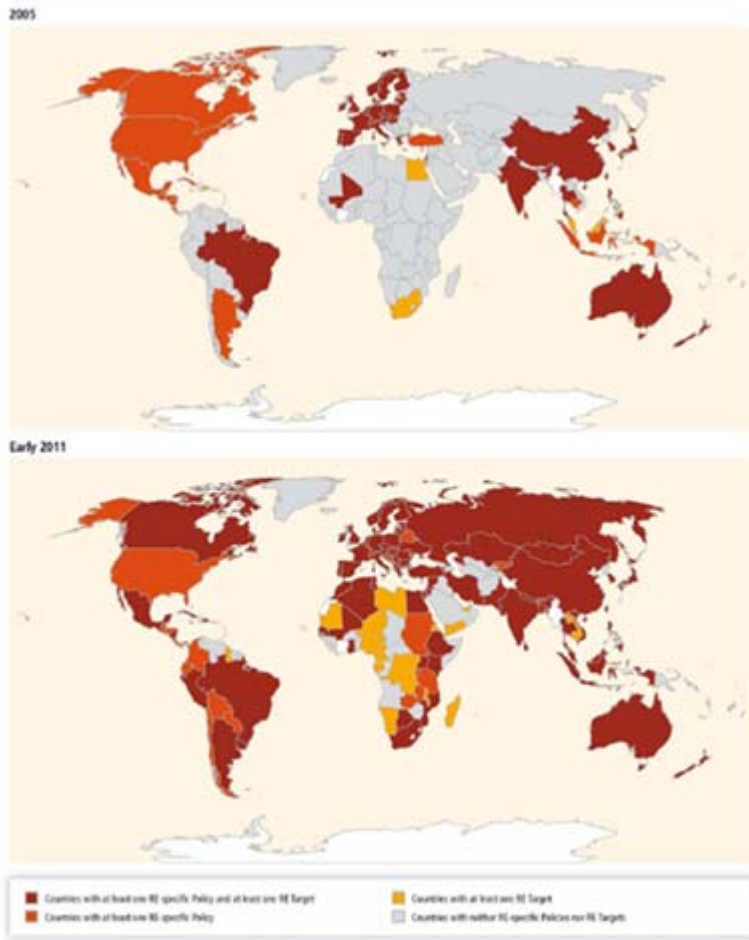 2005
Early 2011
Countries with at least one RE-specific Policy and at least one RE Target
Countries with at least one RE-specific Policy
Countries with at least one RE Target
Countries with neither RE-specific Policies nor RE Targets